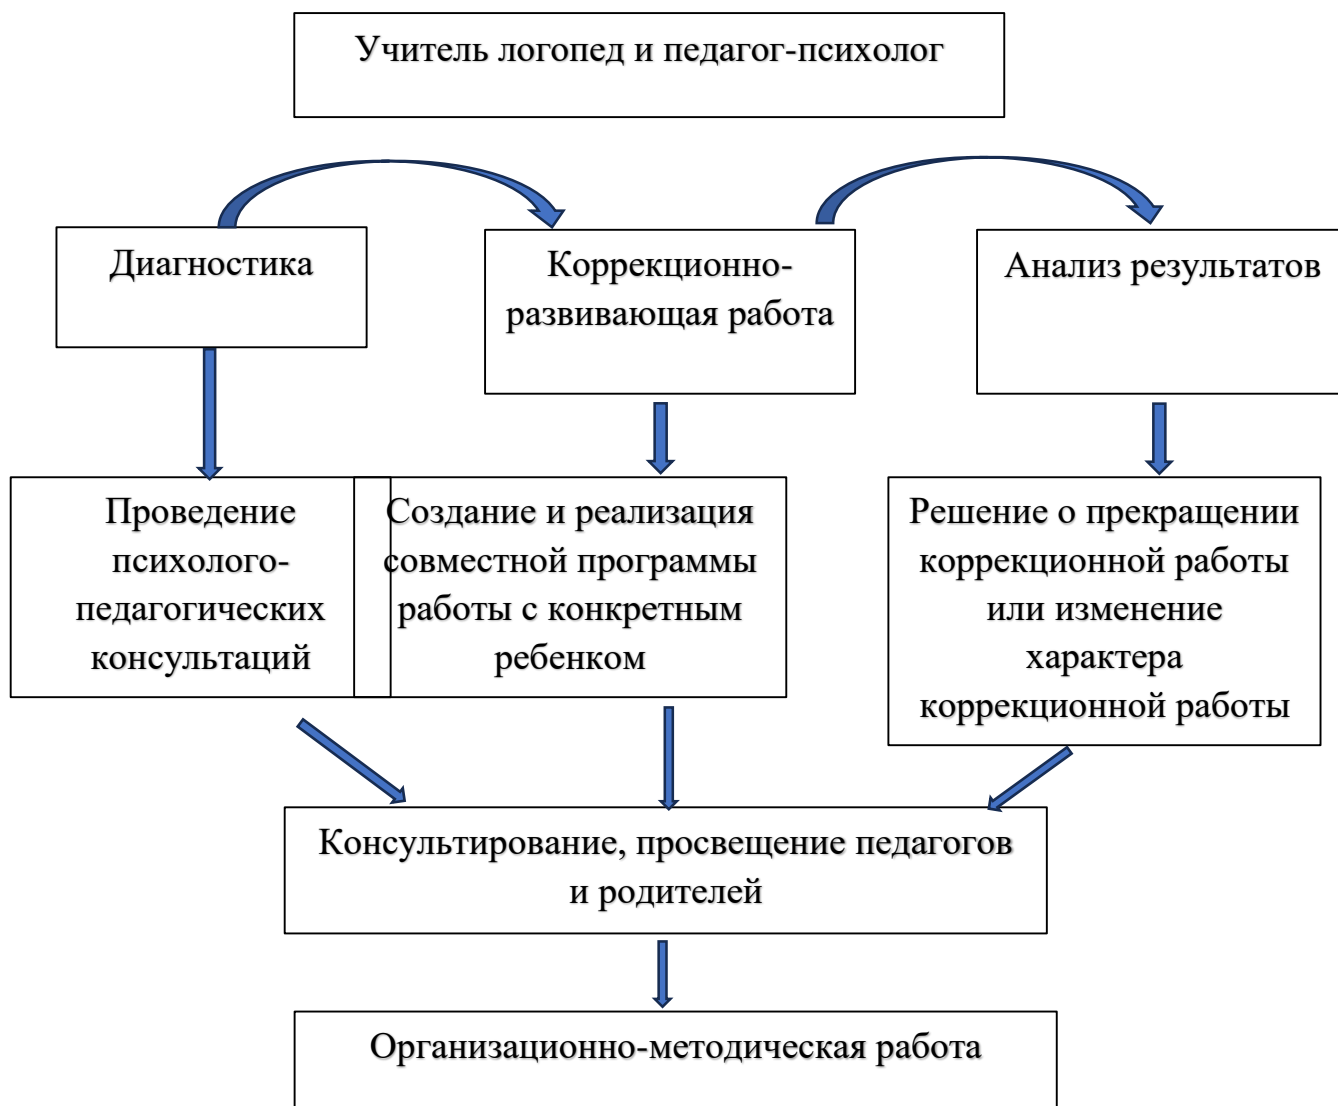 Учитель логопед и педагог-психолог
Диагностика
Коррекционно-
развивающая работа
Анализ результатов
Проведение
психолого-
педагогических
консультаций
Создание и реализация
совместной программы
работы с конкретным
ребенком
Решение о прекращении
коррекционной работы
или изменение
характера
коррекционной работы
Консультирование, просвещение педагогов
и родителей
Организационно-методическая работа